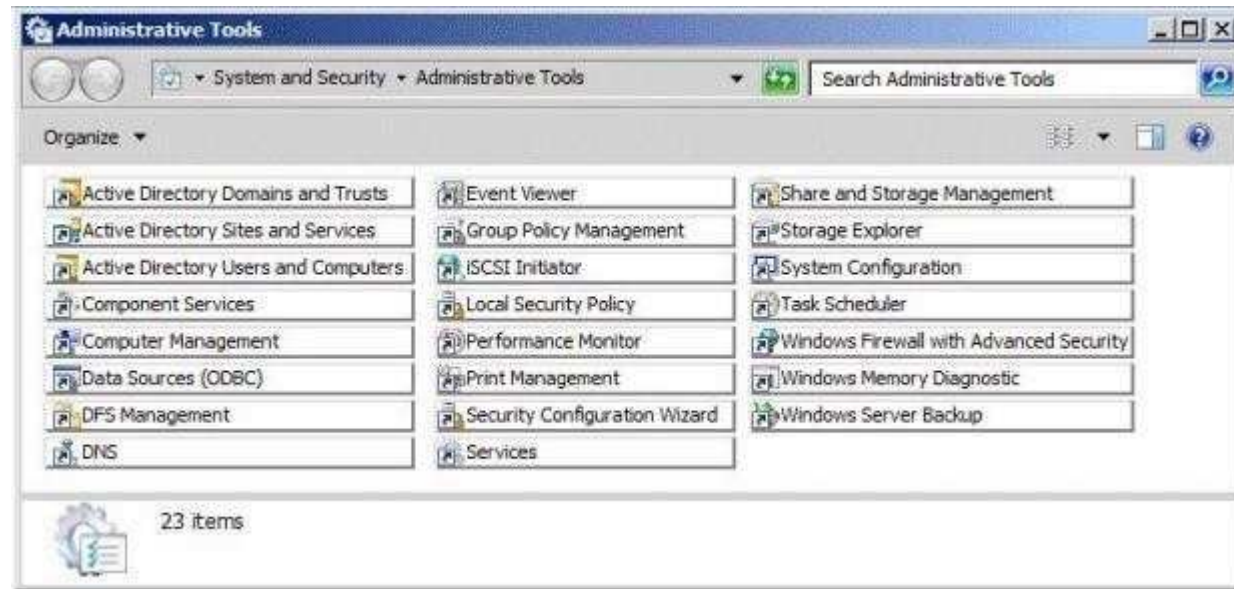 Administrative Tools
System and Security Administrative Tools
Search Administrative Tools
Organize
Active Directory Domains and Trusts
Active Directory Sites and Services
Active Directory Users and Computers
Component Services
Computer Management
Data Sources (ODBC)
DFS Management
DNS
Event Viewer
Group Policy Management
iSCSI Initiator
Local Security Policy
Performance Monitor
Print Management
Security Configuration Wizard
Services
Share and Storage Management
Storage Explorer
System Configuration
Task Scheduler
Windows Firewall with Advanced Security
Windows Memory Diagnostic
Windows Server Backup
23 items